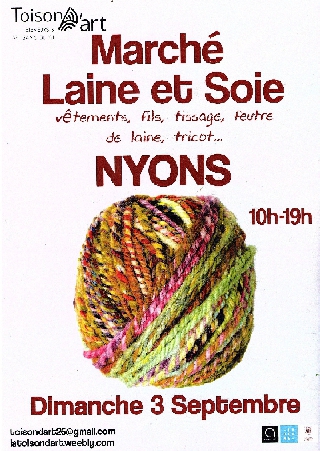 Toison d'art
Marché
Laine et Soie
vêtements, fils, tissage, feutre
de laine, tricot...
NYONS
10h-19h
Dimanche 3 Septembre
toisondart26@gmail.com
latoisondart.weebly.com